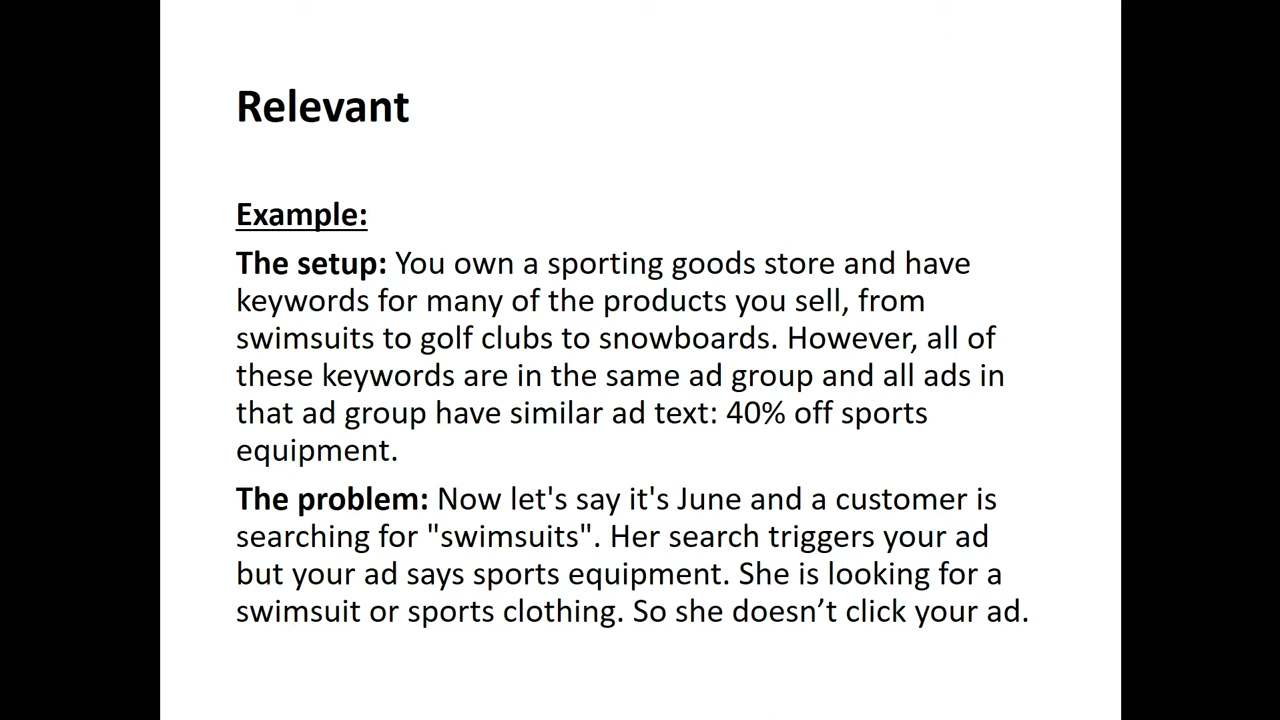 Relevant
Example:
The setup: You own a sporting goods store and have
keywords for many of the products you sell, from
swimsuits to golf clubs to snowboards. However, all of
these keywords are in the same ad group and all ads in
that ad group have similar ad text: 40% off sports
equipment.
The problem: Now let's say it's June and a customer is
searching for "swimsuits". Her search triggers your ad
but your ad says sports equipment. She is looking for a
swimsuit or sports clothing. So she doesn’t click your ad.